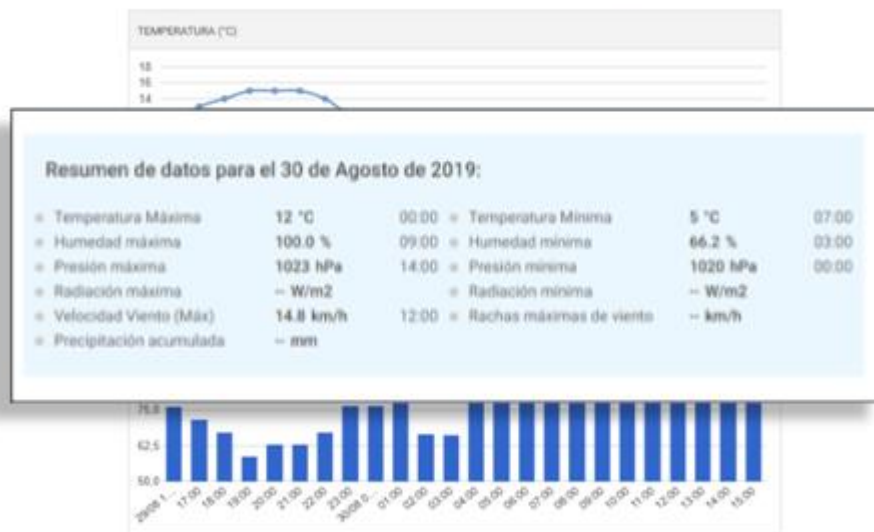 TEMPERATURA (°C)
18
16
14
Resumen de datos para el 30 de Agosto de 2019:
Temperatura Máxima 12 °C 00:00 Temperatura Mínima 5 °C 07:00
Humedad máxima 100.0 % 09:00 Humedad mínima 66.2 % 03:00
Presión máxima 1023 hPa 14:00 Presión mínima 1020 hPa 00:00
Radiación máxima -- W/m2 Radiación mínima -- W/m2
Velocidad Viento (Máx) 14.8 km/h 12:00 Rachas máximas de viento -- km/h
Precipitación acumulada -- mm
75,0
62,5
50,0
29/08 1... 17:00 18:00 19:00 20:00 21:00 22:00 23:00 30/08 0... 01:00 02:00 03:00 04:00 05:00 06:00 07:00 08:00 09:00 10:00 11:00 12:00 13:00 14:00 15:00